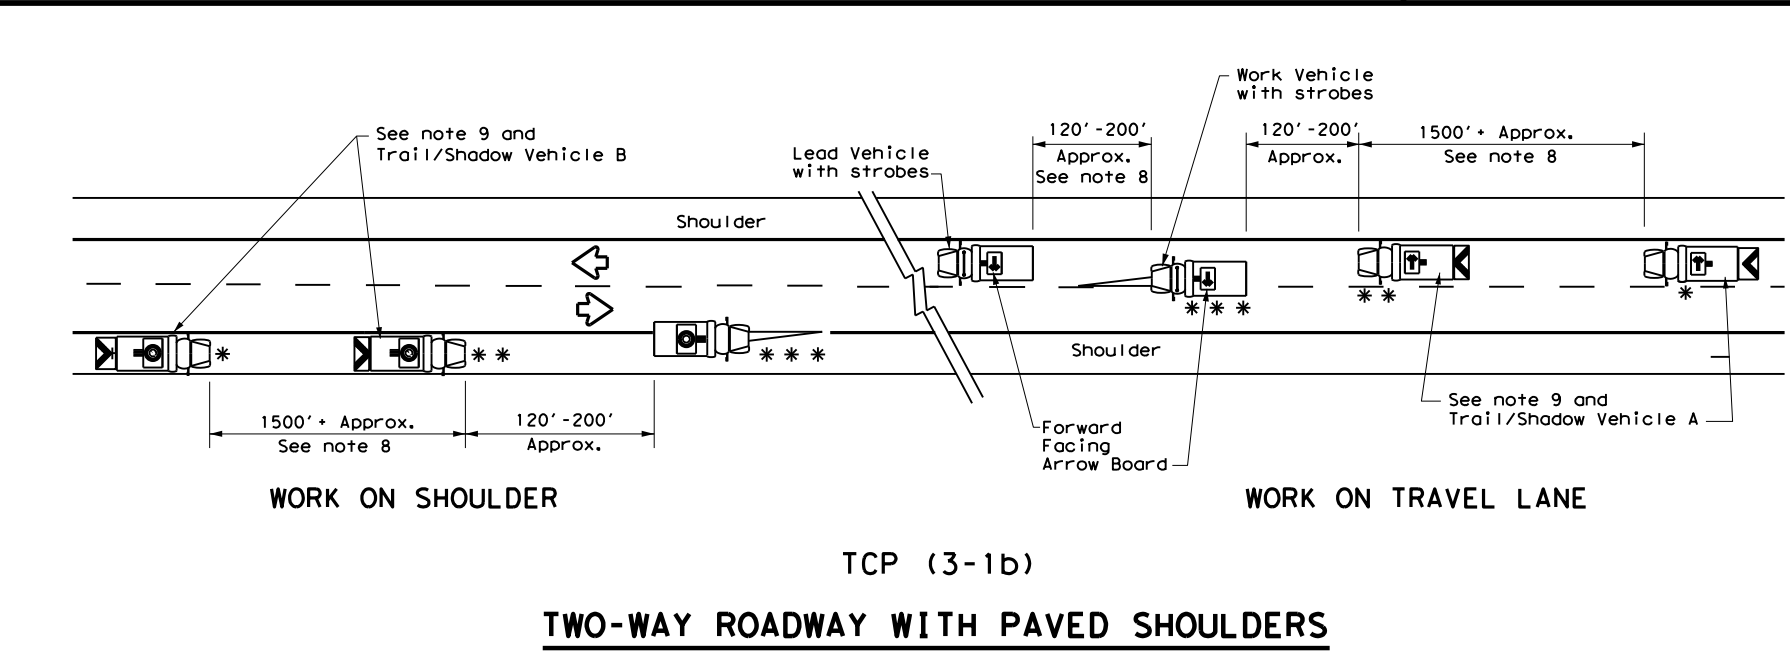 Work Vehicle
with strobes
See note 9 and
Trail/Shadow Vehicle B
120'-200'
Approx.
See note 8
120'-200'
Approx.
1500'+ Approx.
See note 8
Lead Vehicle
with strobes
Shoulder
* *
*
* * *
Shoulder
*
* *
* * *
See note 9 and
Trail/Shadow Vehicle A
1500'+ Approx.
See note 8
120'-200'
Approx.
Forward
Facing
Arrow Board
WORK ON SHOULDER
WORK ON TRAVEL LANE
TCP (3-1b)
TWO-WAY ROADWAY WITH PAVED SHOULDERS